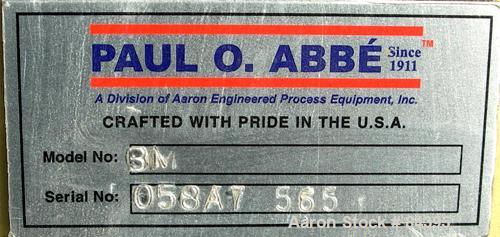 PAUL O. ABBÉ Since 1911 ™
A Division of Aaron Engineered Process Equipment, Inc.
CRAFTED WITH PRIDE IN THE U.S.A.
Model No: 3M
Serial No: 058A7 565
Aaron Stock #